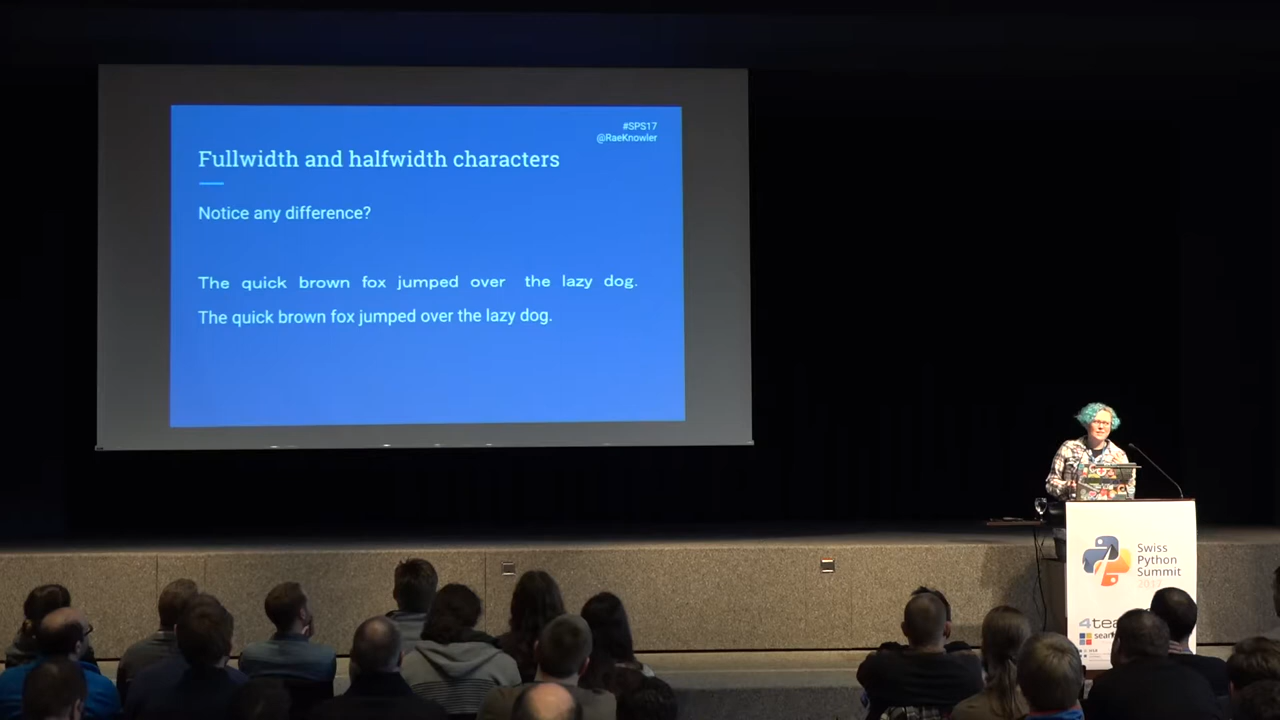 #SPS17
@RaeKnowler
Fullwidth and halfwidth characters
Notice any difference?
Ｔｈｅ ｑｕｉｃｋ ｂｒｏｗｎ ｆｏｘ ｊｕｍｐｅｄ ｏｖｅｒ ｔｈｅ ｌａｚｙ ｄｏｇ．
The quick brown fox jumped over the lazy dog.
Swiss
Python
Summit
2017